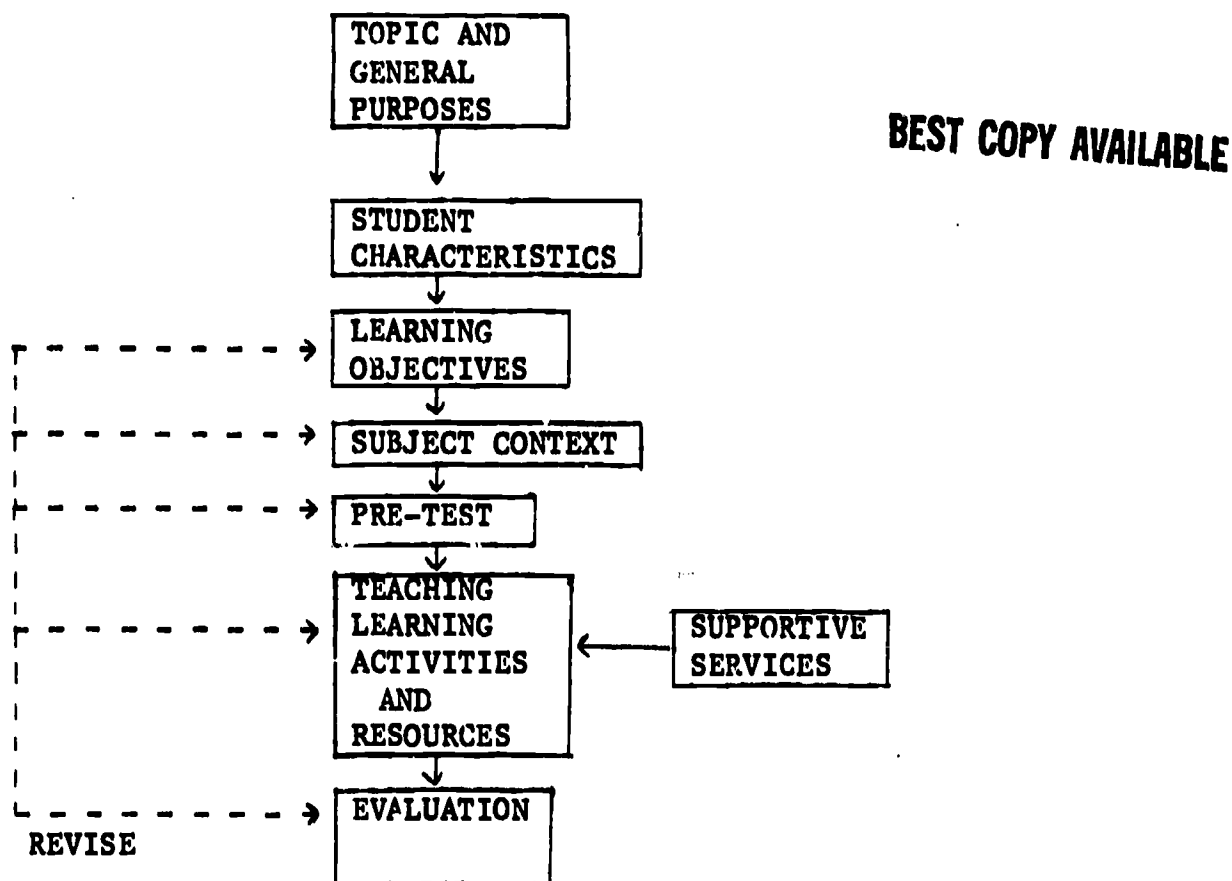 TOPIC AND
GENERAL
PURPOSES
BEST COPY AVAILABLE
STUDENT
CHARACTERISTICS
LEARNING
OBJECTIVES
SUBJECT CONTEXT
PRE-TEST
TEACHING
LEARNING
ACTIVITIES
AND
RESOURCES
SUPPORTIVE
SERVICES
EVALUATION
REVISE